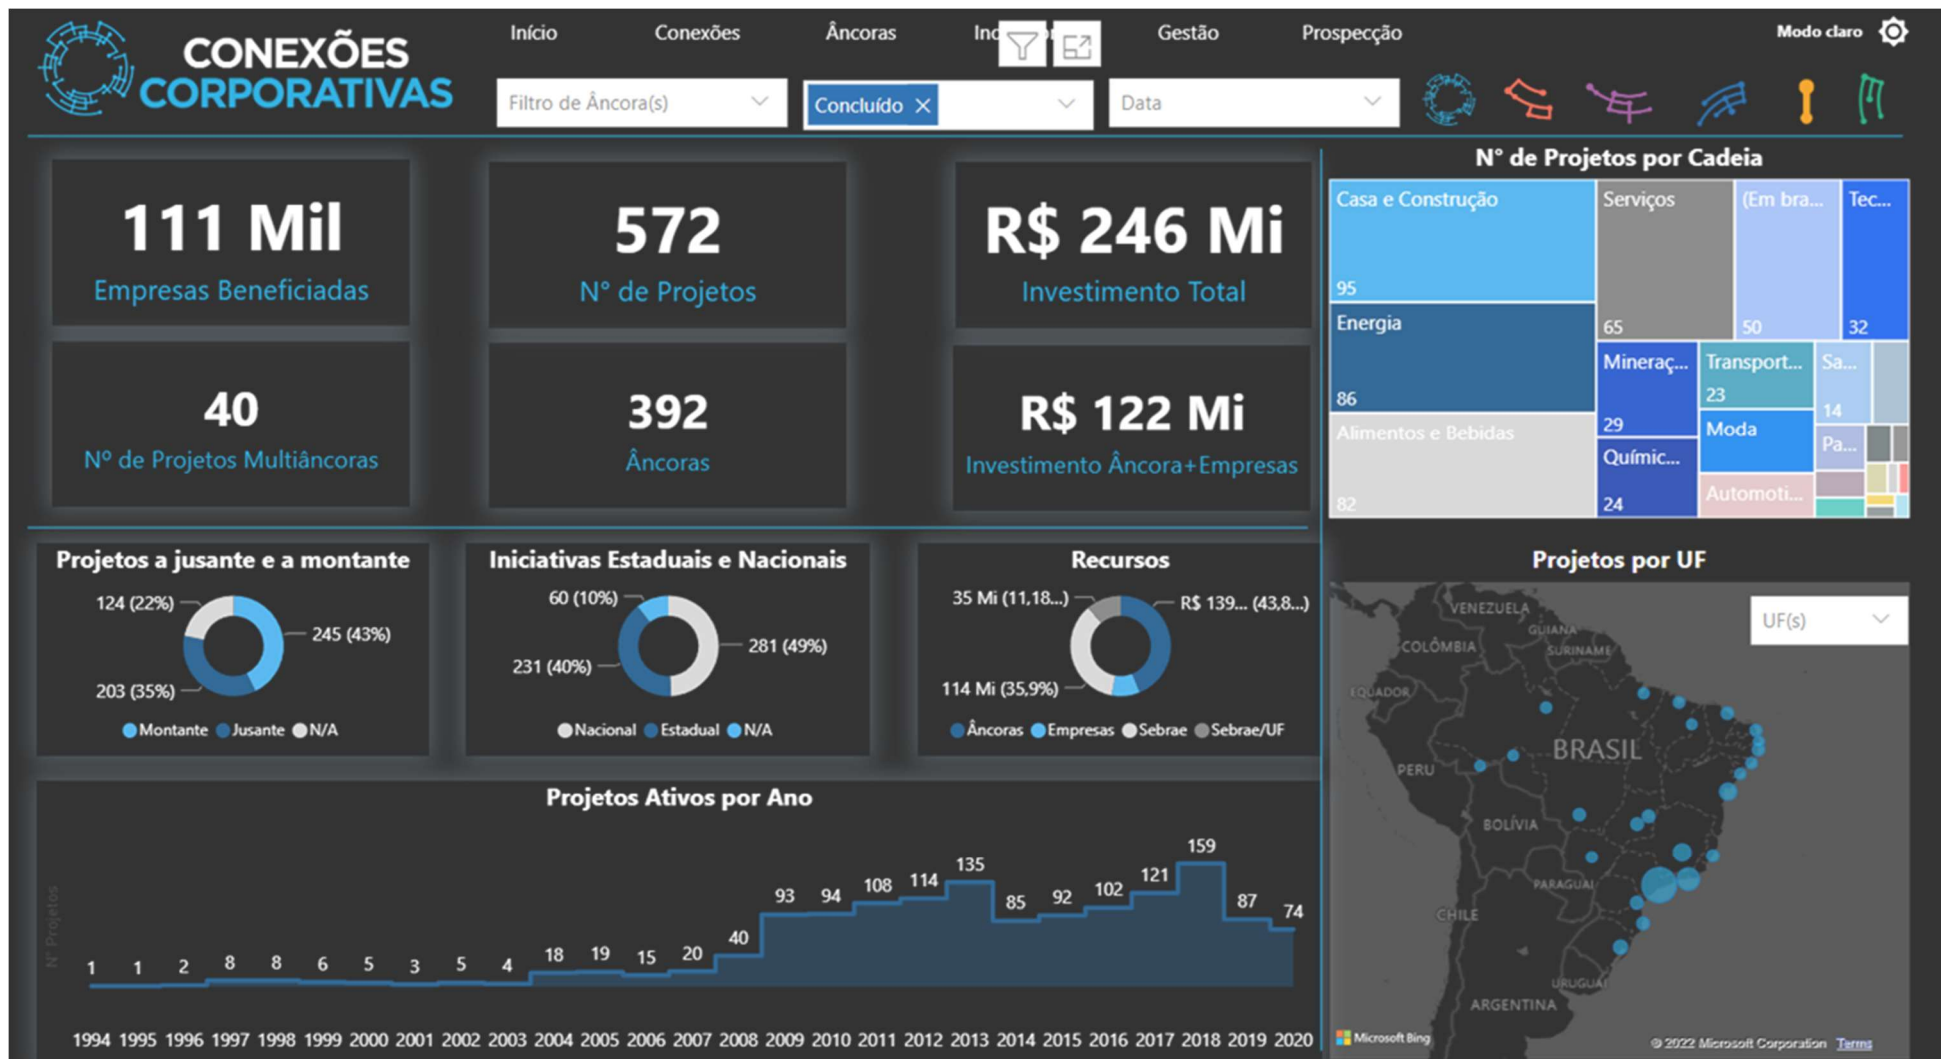 CONEXÕES
CORPORATIVAS
Início
Conexões
Âncoras
Gestão
Prospecção
Modo claro
Filtro de Âncora(s)
Concluído ×
Data
111 Mil
Empresas Beneficiadas
572
N° de Projetos
R$ 246 Mi
Investimento Total
40
Nº de Projetos Multiâncoras
392
Âncoras
R$ 122 Mi
Investimento Âncora+Empresas
N° de Projetos por Cadeia
Casa e Construção
95
Energia
86
Alimentos e Bebidas
82
Serviços
65
(Em bra...
50
Tec...
32
Mineraç...
29
Químic...
24
Transport...
23
Moda
Automoti...
Sa...
14
Pa...
Projetos a jusante e a montante
124 (22%)
245 (43%)
203 (35%)
Montante Jusante N/A
Iniciativas Estaduais e Nacionais
60 (10%)
281 (49%)
231 (40%)
Nacional Estadual N/A
Recursos
35 Mi (11,18...)
R$ 139... (43,8...)
114 Mi (35,9%)
Âncoras Empresas Sebrae Sebrae/UF
Projetos Ativos por Ano
N° Projetos
1 1 2 8 8 6 5 3 5 4 18 19 15 20 40 93 94 108 114 135 85 92 102 121 159 87 74
1994 1995 1996 1997 1998 1999 2000 2001 2002 2003 2004 2005 2006 2007 2008 2009 2010 2011 2012 2013 2014 2015 2016 2017 2018 2019 2020
Projetos por UF
UF(s)
VENEZUELA
GUIANA
COLÔMBIA
SURINAME
EQUADOR
BRASIL
PERU
BOLÍVIA
PARAGUAI
CHILE
URUGUAI
ARGENTINA
Microsoft Bing
© 2022 Microsoft Corporation Terms